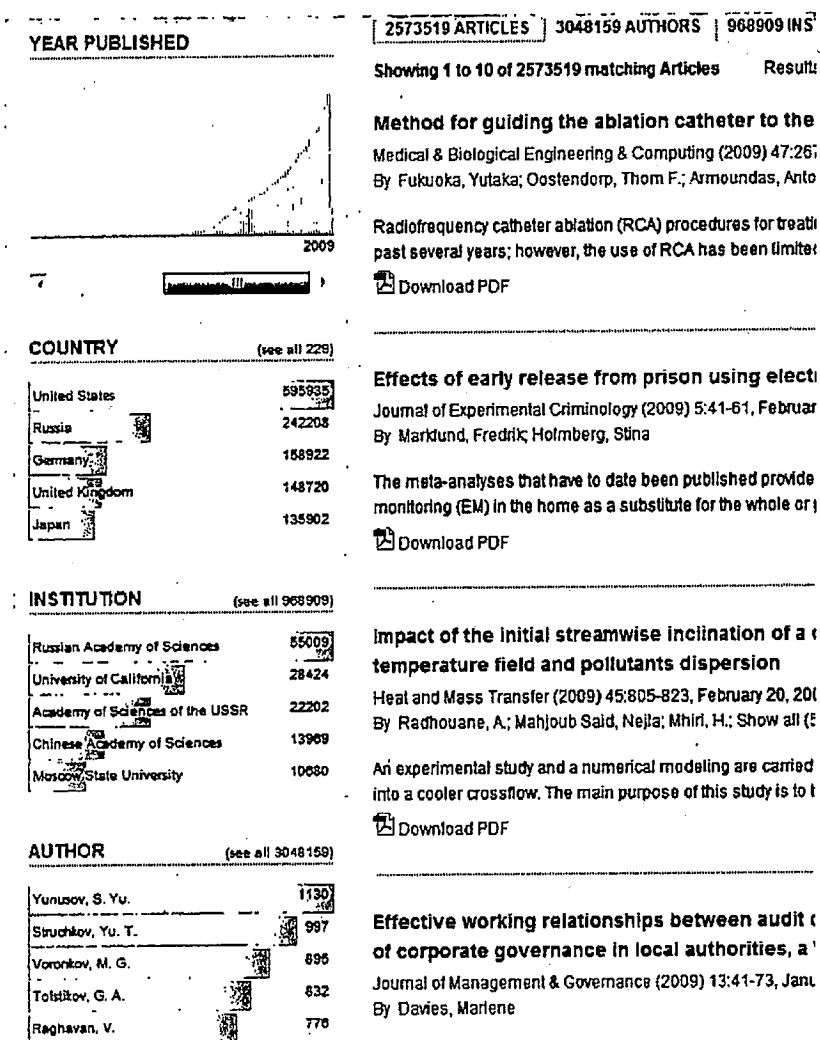 YEAR PUBLISHED
2009
COUNTRY (see all 229)
United States 595935
Russia 242208
Germany 158922
United Kingdom 148720
Japan 135902
INSTITUTION (see all 968909)
Russian Academy of Sciences 55009
University of California 28424
Academy of Sciences of the USSR 22202
Chinese Academy of Sciences 13969
Moscow State University 10680
AUTHOR (see all 3048159)
Yunusov, S. Yu. 1130
Struchkov, Yu. T. 997
Voronkov, M. G. 895
Tolstikov, G. A. 832
Raghavan, V. 776
2573519 ARTICLES | 3048159 AUTHORS | 968909 INS
Showing 1 to 10 of 2573519 matching Articles Results
Method for guiding the ablation catheter to the
Medical & Biological Engineering & Computing (2009) 47:267
By Fukuoka, Yutaka; Oostendorp, Thom F.; Armoundas, Anto
Radiofrequency catheter ablation (RCA) procedures for treati
past several years; however, the use of RCA has been limited
Download PDF
Effects of early release from prison using electr
Journal of Experimental Criminology (2009) 5:41-61, Februar
By Marklund, Fredrik; Holmberg, Stina
The meta-analyses that have to date been published provide
monitoring (EM) in the home as a substitute for the whole or
Download PDF
Impact of the initial streamwise inclination of a
temperature field and pollutants dispersion
Heat and Mass Transfer (2009) 45:805-823, February 20, 200
By Radhouane, A.; Mahjoub Said, Nejla; Mhiri, H.; Show all (
An experimental study and a numerical modeling are carried
into a cooler crossflow. The main purpose of this study is to
Download PDF
Effective working relationships between audit
of corporate governance in local authorities, a
Journal of Management & Governance (2009) 13:41-73, Janu
By Davies, Marlene